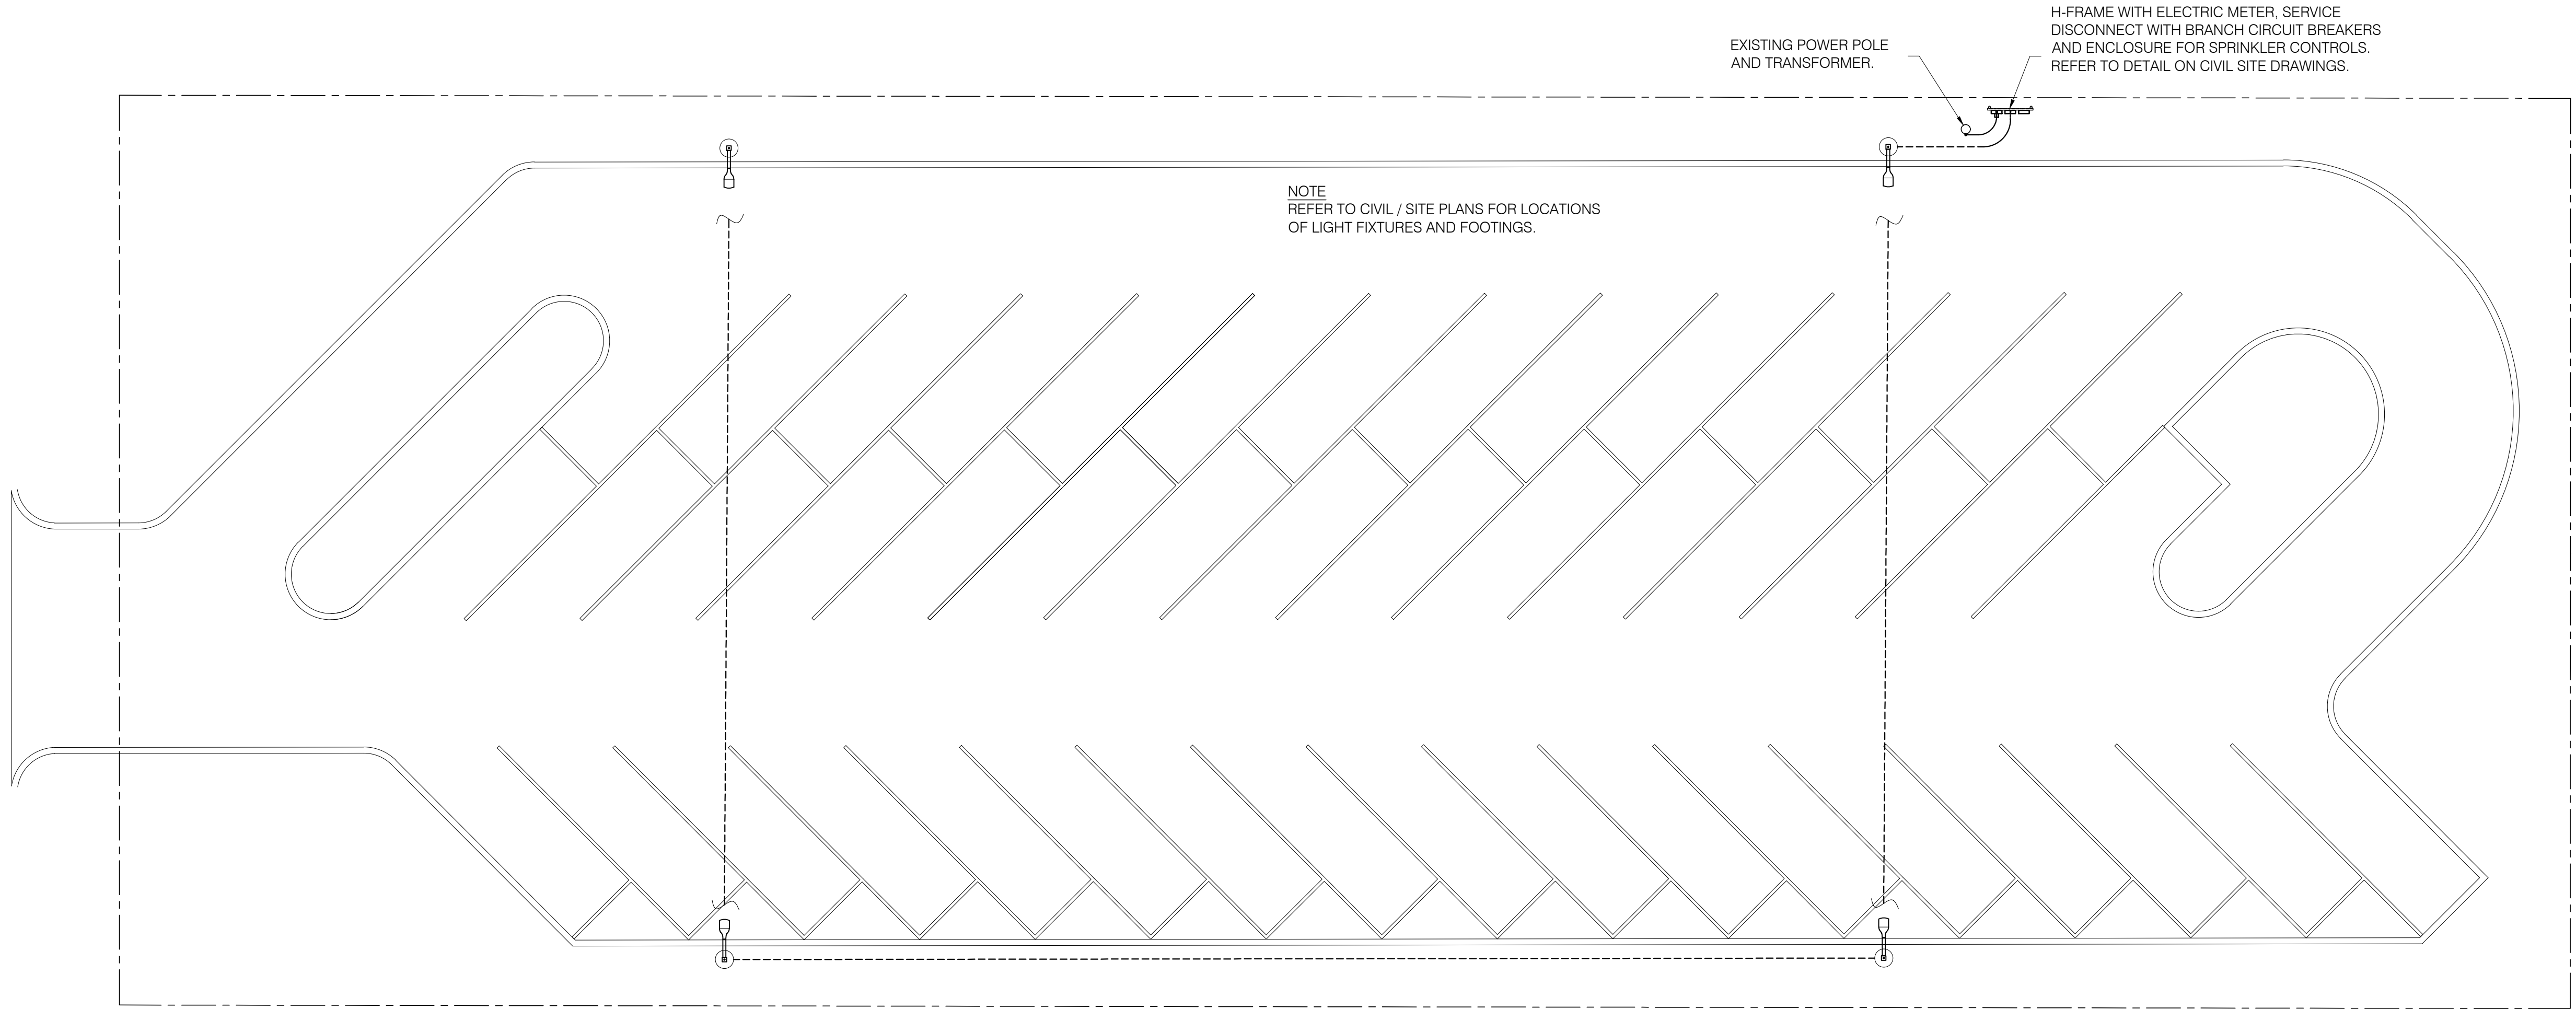 H-FRAME WITH ELECTRIC METER, SERVICE
DISCONNECT WITH BRANCH CIRCUIT BREAKERS
AND ENCLOSURE FOR SPRINKLER CONTROLS.
REFER TO DETAIL ON CIVIL SITE DRAWINGS.
EXISTING POWER POLE
AND TRANSFORMER.
NOTE
REFER TO CIVIL / SITE PLANS FOR LOCATIONS
OF LIGHT FIXTURES AND FOOTINGS.